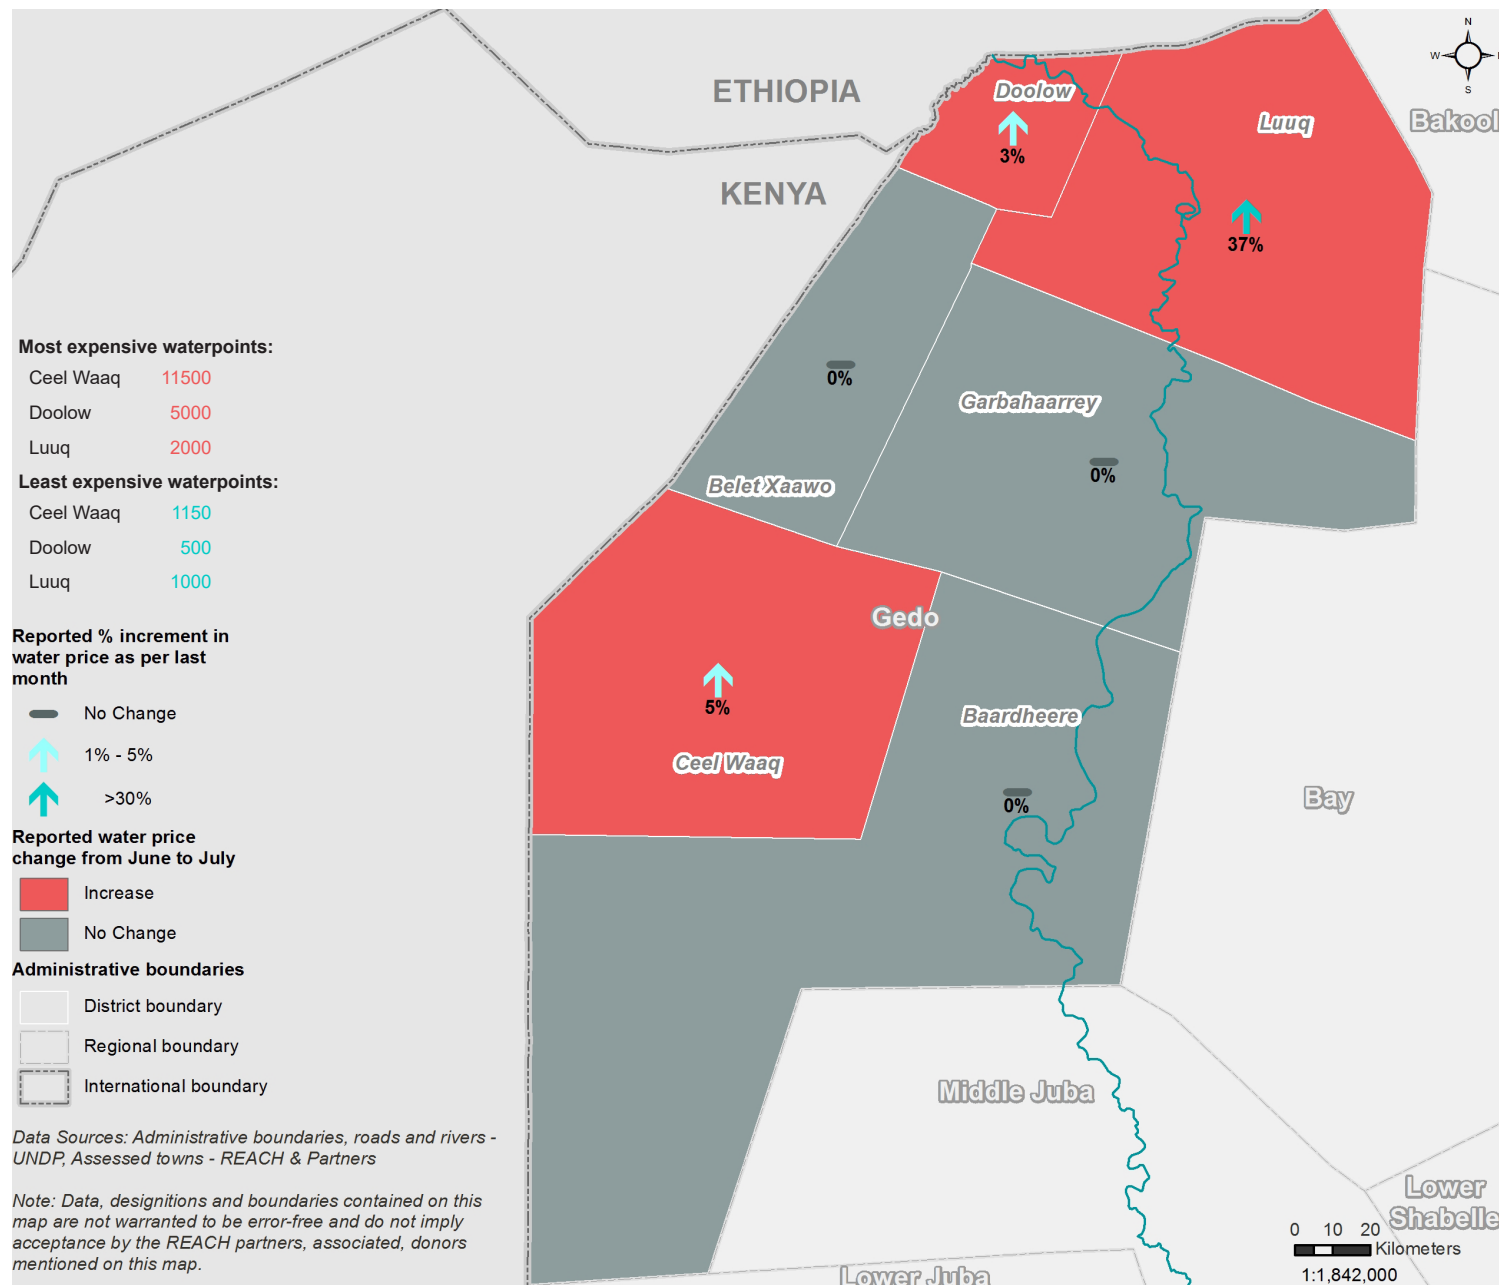 N
W
S
ETHIOPIA
Doolow
Bakool
Luuq
3%
KENYA
37%
Most expensive waterpoints:
Ceel Waaq 11500
Doolow 5000
Luuq 2000
Least expensive waterpoints:
Ceel Waaq 1150
Doolow 500
Luuq 1000
0%
Garbahaarrey
0%
Belet Xaawo
Gedo
5%
Baardheere
Ceel Waaq
0%
Bay
Reported % increment in
water price as per last
month
No Change
1% - 5%
>30%
Reported water price
change from June to July
Increase
No Change
Administrative boundaries
District boundary
Regional boundary
International boundary
Middle Juba
Data Sources: Administrative boundaries, roads and rivers -
UNDP, Assessed towns - REACH & Partners
Note: Data, designitions and boundaries contained on this
map are not warranted to be error-free and do not imply
acceptance by the REACH partners, associated, donors
mentioned on this map.
Lower
Shabelle
0 10 20
Kilometers
1:1,842,000
Lower Juba